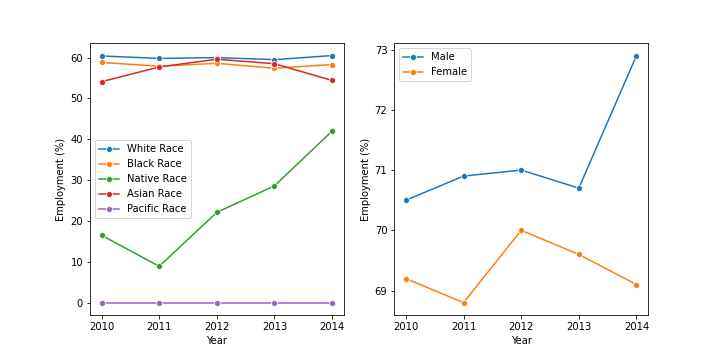 Employment (%)
60
50
40
30
20
10
0
White Race
Black Race
Native Race
Asian Race
Pacific Race
2010 2011 2012 2013 2014
Year
Employment (%)
73
72
71
70
69
Male
Female
2010 2011 2012 2013 2014
Year